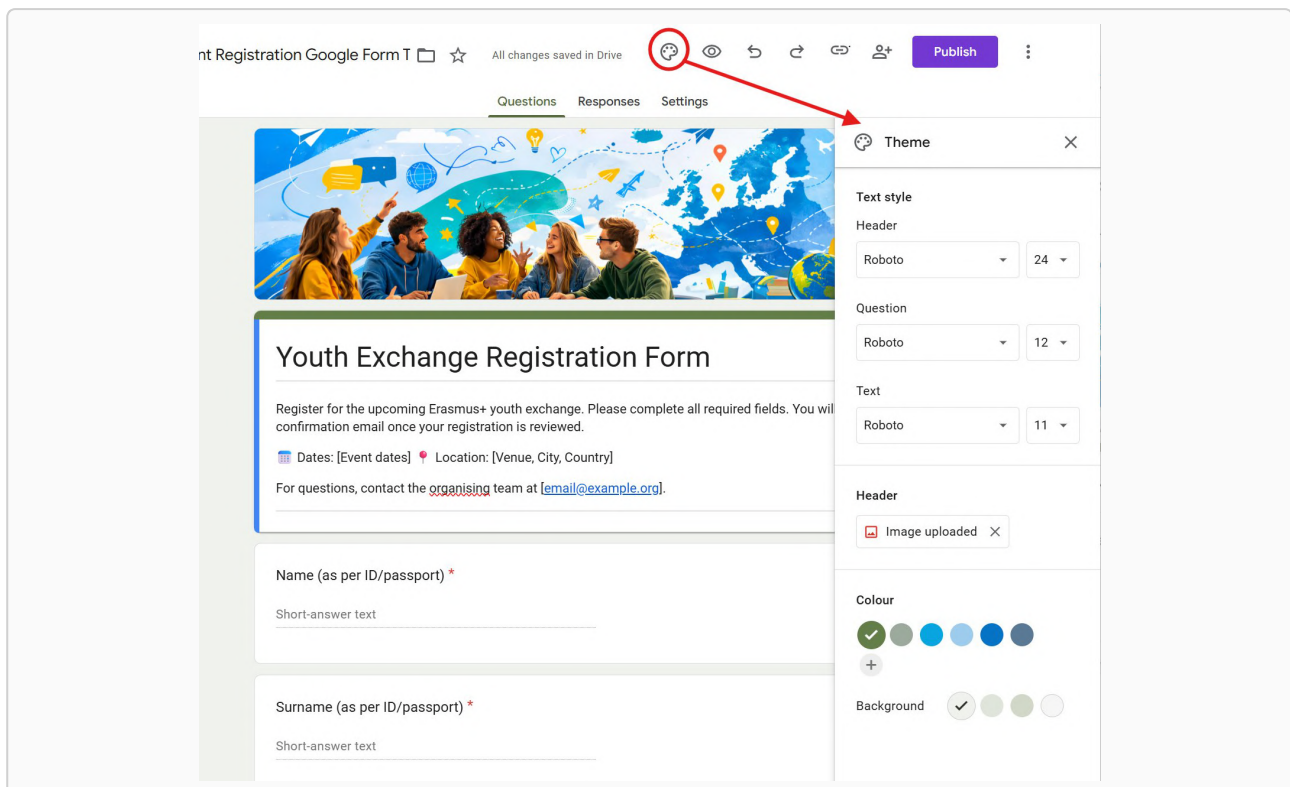 nt Registration Google Form T
All changes saved in Drive
Publish
Questions Responses Settings
Theme
Text style
Header
Roboto 24
Question
Roboto 12
Text
Roboto 11
Header
Image uploaded
Colour
Background
Youth Exchange Registration Form
Register for the upcoming Erasmus+ youth exchange. Please complete all required fields. You wil
confirmation email once your registration is reviewed.
Dates: [Event dates] Location: [Venue, City, Country]
For questions, contact the organising team at [email@example.org].
Name (as per ID/passport) *
Short-answer text
Surname (as per ID/passport) *
Short-answer text